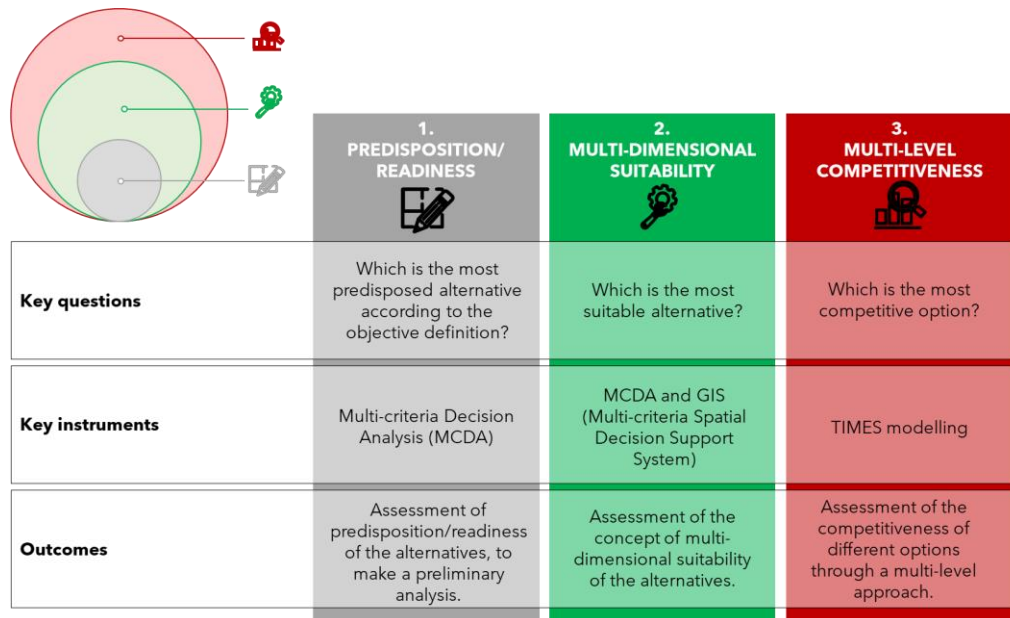 1.
PREDISPOSITION/
READINESS
2.
MULTI-DIMENSIONAL
SUITABILITY
3.
MULTI-LEVEL
COMPETITIVENESS
Key questions
Which is the most
predisposed alternative
according to the
objective definition?
Which is the most
suitable alternative?
Which is the most
competitive option?
Key instruments
Multi-criteria Decision
Analysis (MCDA)
MCDA and GIS
(Multi-criteria Spatial
Decision Support
System)
TIMES modelling
Outcomes
Assessment of
predisposition/readiness
of the alternatives, to
make a preliminary
analysis.
Assessment of the
concept of multi-
dimensional suitability
of the alternatives.
Assessment of the
competitiveness of
different options
through a multi-level
approach.